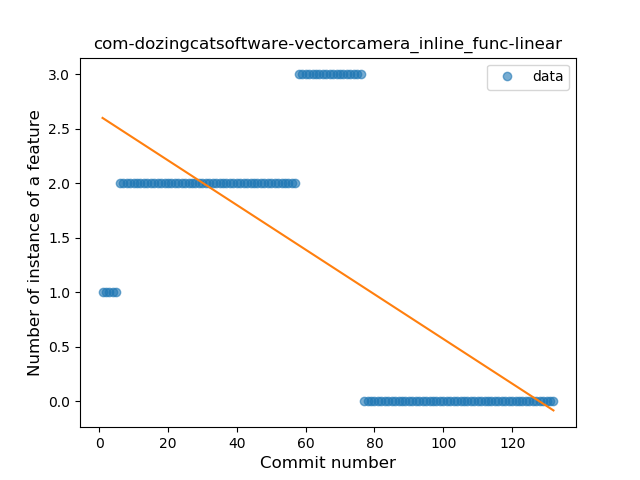 com-dozingcatsoftware-vectorcamera_inline_func-linear
data
3.0
2.5
2.0
1.5
1.0
0.5
0.0
Number of instance of a feature
0 20 40 60 80 100 120
Commit number